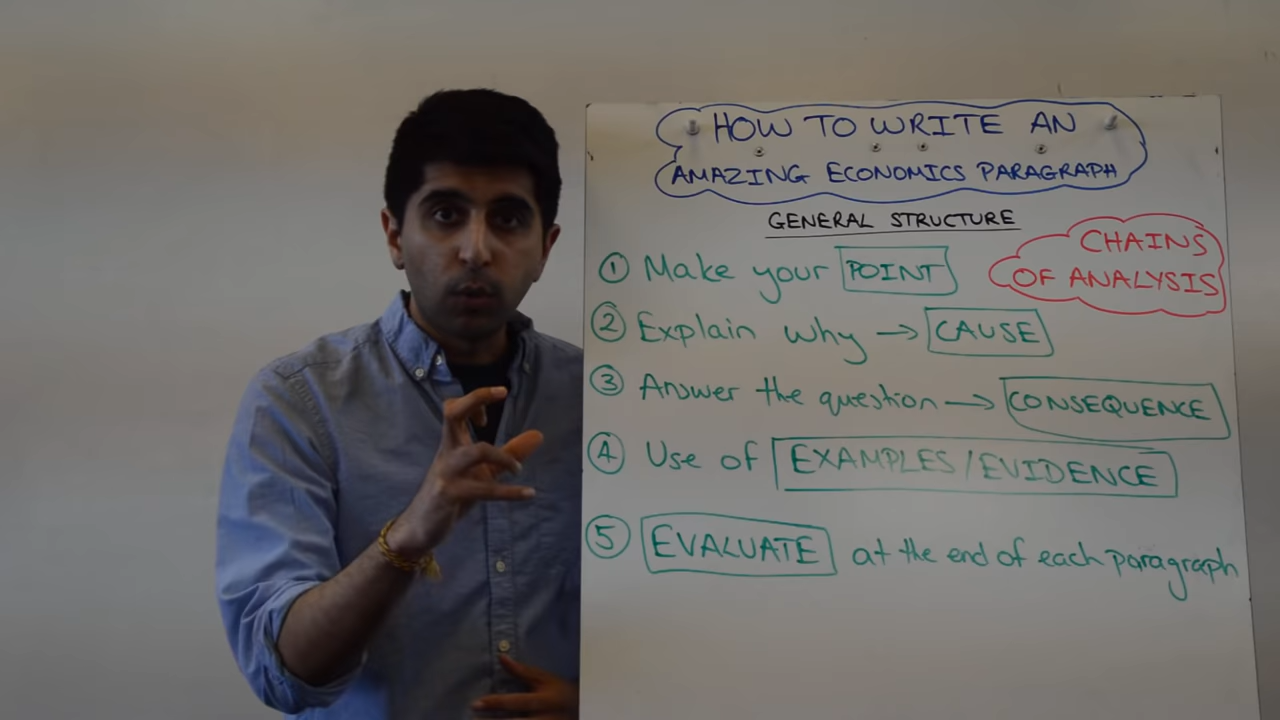 HOW TO WRITE AN
AMAZING ECONOMICS PARAGRAPH
GENERAL STRUCTURE
CHAINS
OF ANALYSIS
① Make your POINT
② Explain why → CAUSE
③ Answer the question → CONSEQUENCE
④ Use of EXAMPLES/EVIDENCE
⑤ EVALUATE at the end of each paragraph